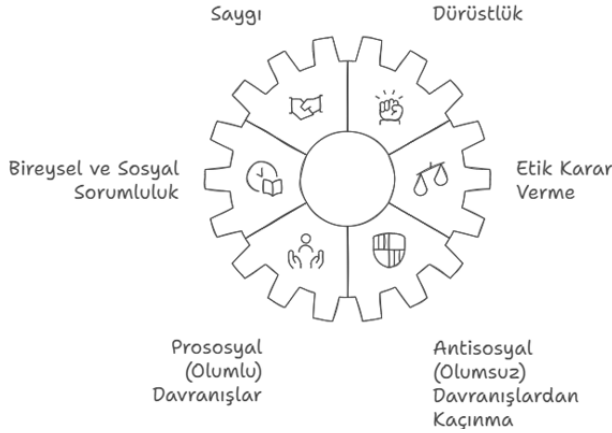 Saygı
Dürüstlük
Bireysel ve Sosyal
Sorumluluk
Etik Karar
Verme
Prososyal
(Olumlu)
Davranışlar
Antisosyal
(Olumsuz)
Davranışlardan
Kaçınma